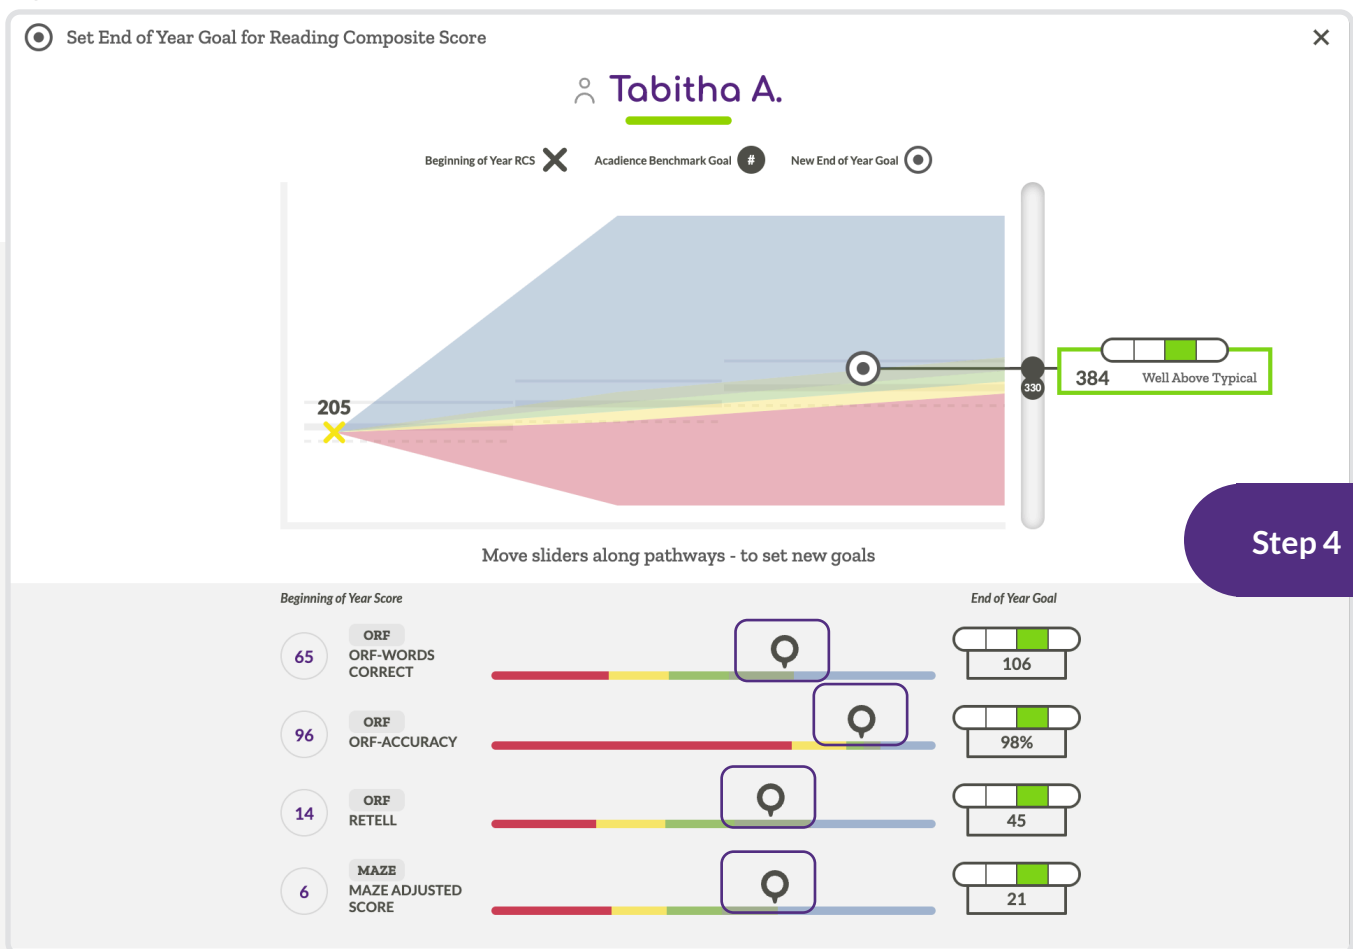 Set End of Year Goal for Reading Composite Score
Tabitha A.
Beginning of Year RCS
Acadience Benchmark Goal #
New End of Year Goal
205
330
384 Well Above Typical
Step 4
Move sliders along pathways - to set new goals
Beginning of Year Score
End of Year Goal
65
ORF
ORF-WORDS
CORRECT
106
96
ORF
ORF-ACCURACY
98%
14
ORF
RETELL
45
6
MAZE
MAZE ADJUSTED
SCORE
21